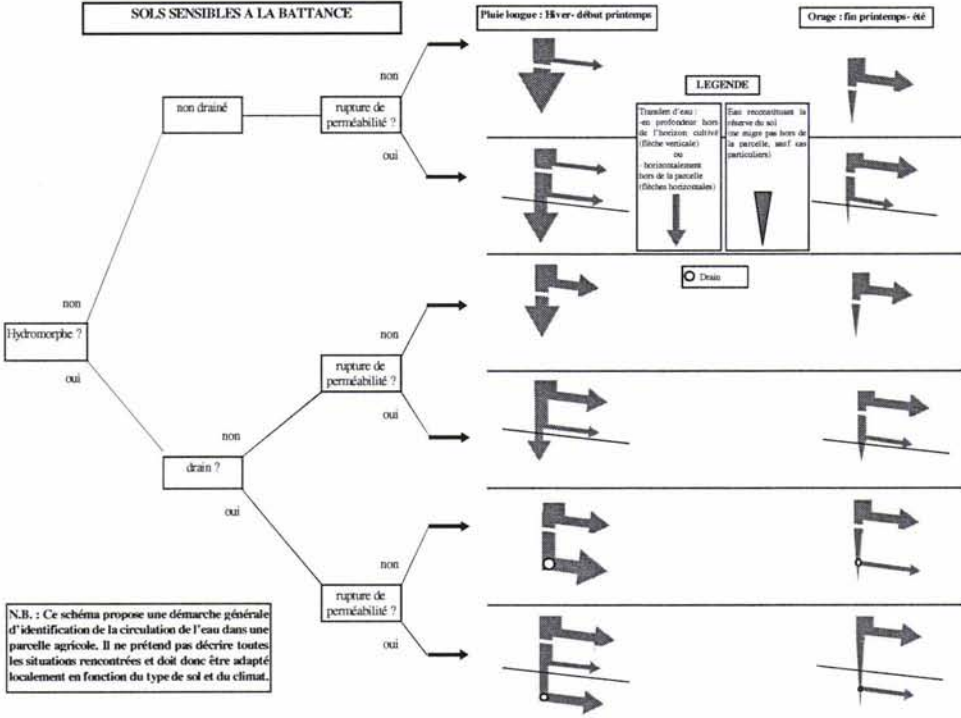 SOLS SENSIBLES A LA BATTANCE
Pluie longue : Hiver- début printemps
Orage : fin printemps- été
non
non drainé
rupture de
perméabilité ?
oui
LEGENDE
Transfert d'eau :
-en profondeur hors
de l'horizon cultivé
(flèche verticale)
ou
- horizontalement
hors de la parcelle
(flèches horizontales)
Eau reconstituant la
réserve du sol
(ne migre pas hors de
la parcelle, sauf cas
particuliers)
Drain
non
Hydromorphe ?
oui
non
rupture de
perméabilité ?
oui
non
drain ?
oui
non
rupture de
perméabilité ?
oui
N.B. : Ce schéma propose une démarche générale
d'identification de la circulation de l'eau dans une
parcelle agricole. Il ne prétend pas décrire toutes
les situations rencontrées et doit donc être adapté
localement en fonction du type de sol et du climat.